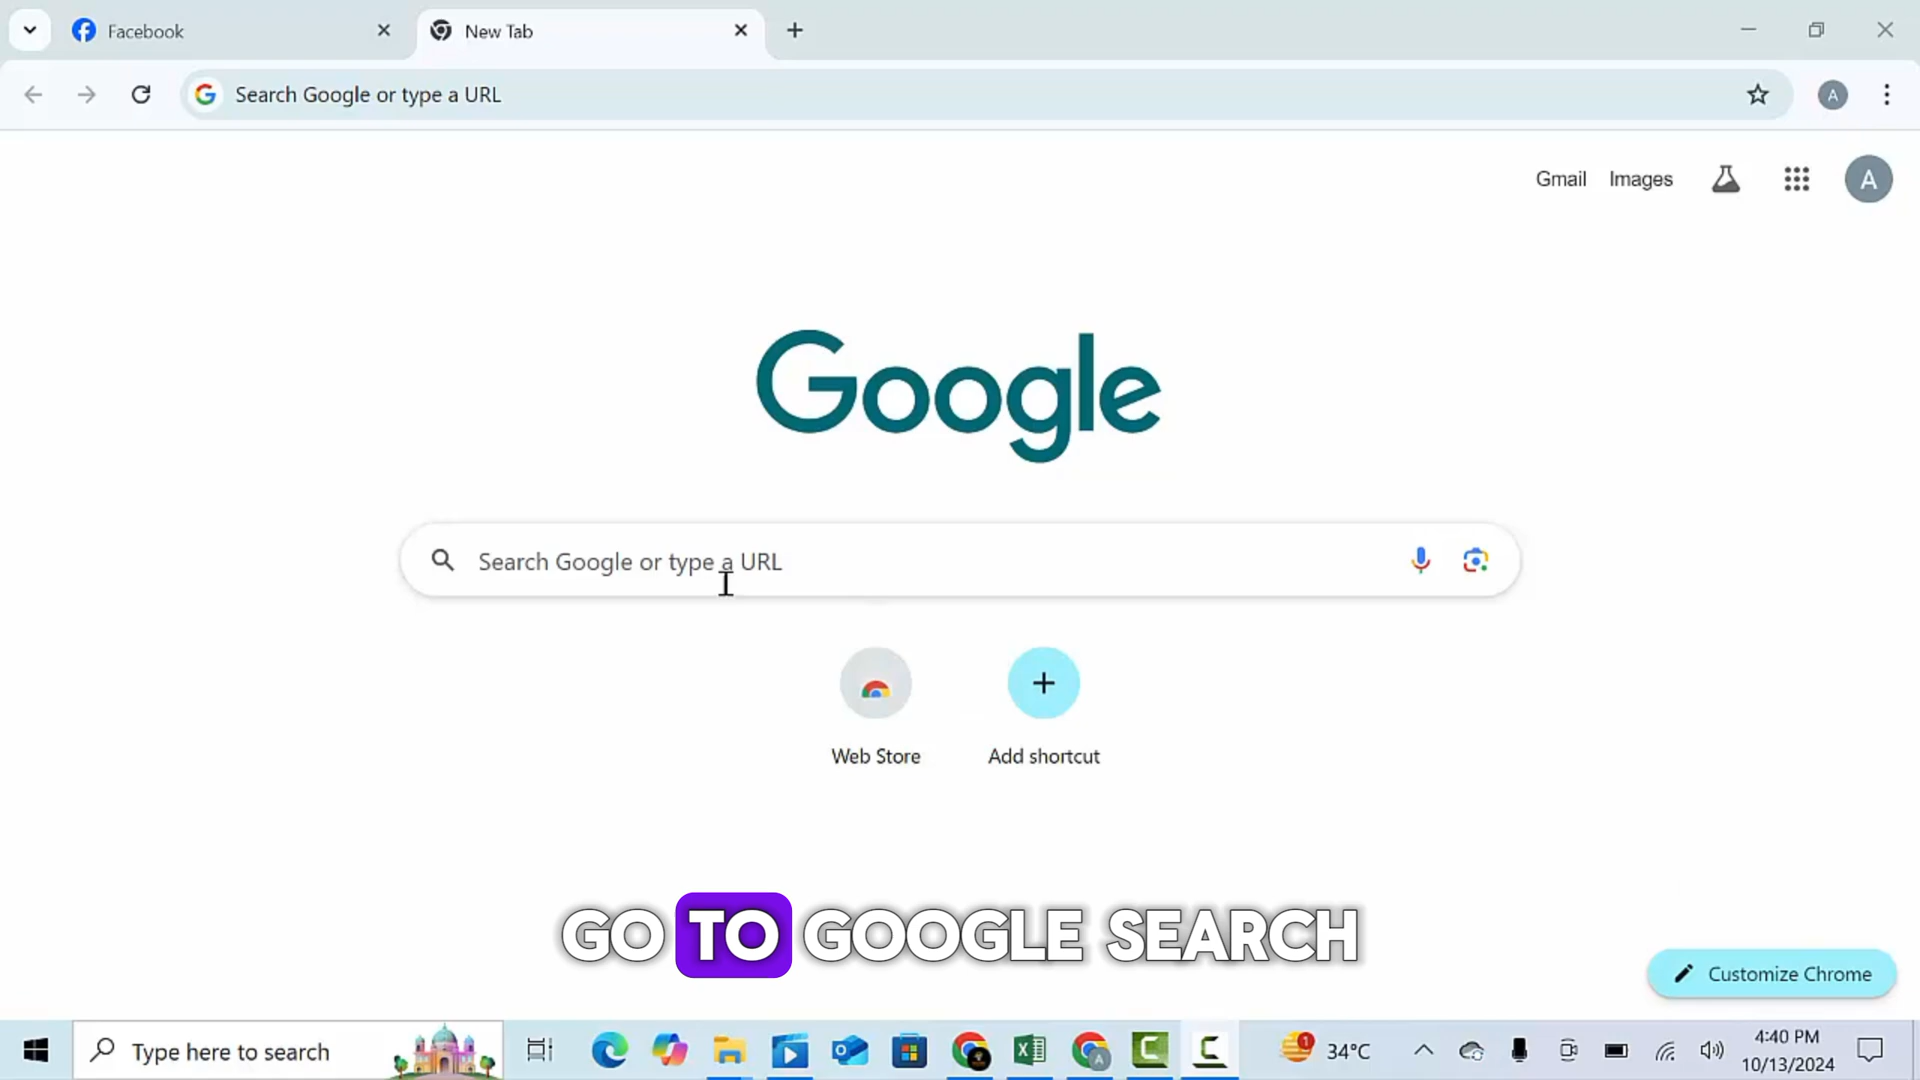 Facebook
New Tab
Search Google or type a URL
A
Gmail
Images
A
Google
Search Google or type a URL
Web Store
Add shortcut
GO TO GOOGLE SEARCH
Customize Chrome
Type here to search
A
1
34°C
4:40 PM
10/13/2024